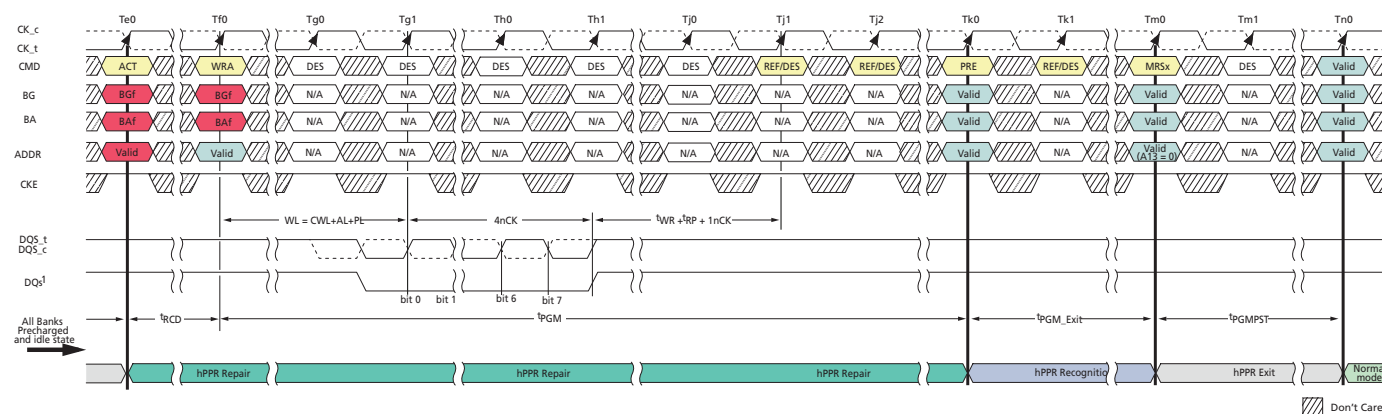 Te0 Tf0 Tg0 Tg1 Th0 Th1 Tj0 Tj1 Tj2 Tk0 Tk1 Tm0 Tm1 Tn0
CK_c
CK_t
CMD ACT WRA DES DES DES DES DES REF/DES REF/DES PRE REF/DES MRSx DES Valid
BG BGf BGf N/A N/A N/A N/A N/A N/A N/A Valid N/A Valid N/A Valid
BA BAf BAf N/A N/A N/A N/A N/A N/A N/A Valid N/A Valid N/A Valid
ADDR Valid Valid N/A N/A N/A N/A N/A N/A N/A Valid N/A Valid (A13 = 0) N/A Valid
CKE
WL = CWL+AL+PL 4nCK tWR +tRP + 1nCK
DQS_t
DQS_c
DQs1
bit 0 bit 1 bit 6 bit 7
All Banks
Precharged
and idle state
tRCD tPGM tPGM_Exit tPGMPST
hPPR Repair hPPR Repair hPPR Repair hPPR Recognitio hPPR Exit Norma
mode
Don't Care